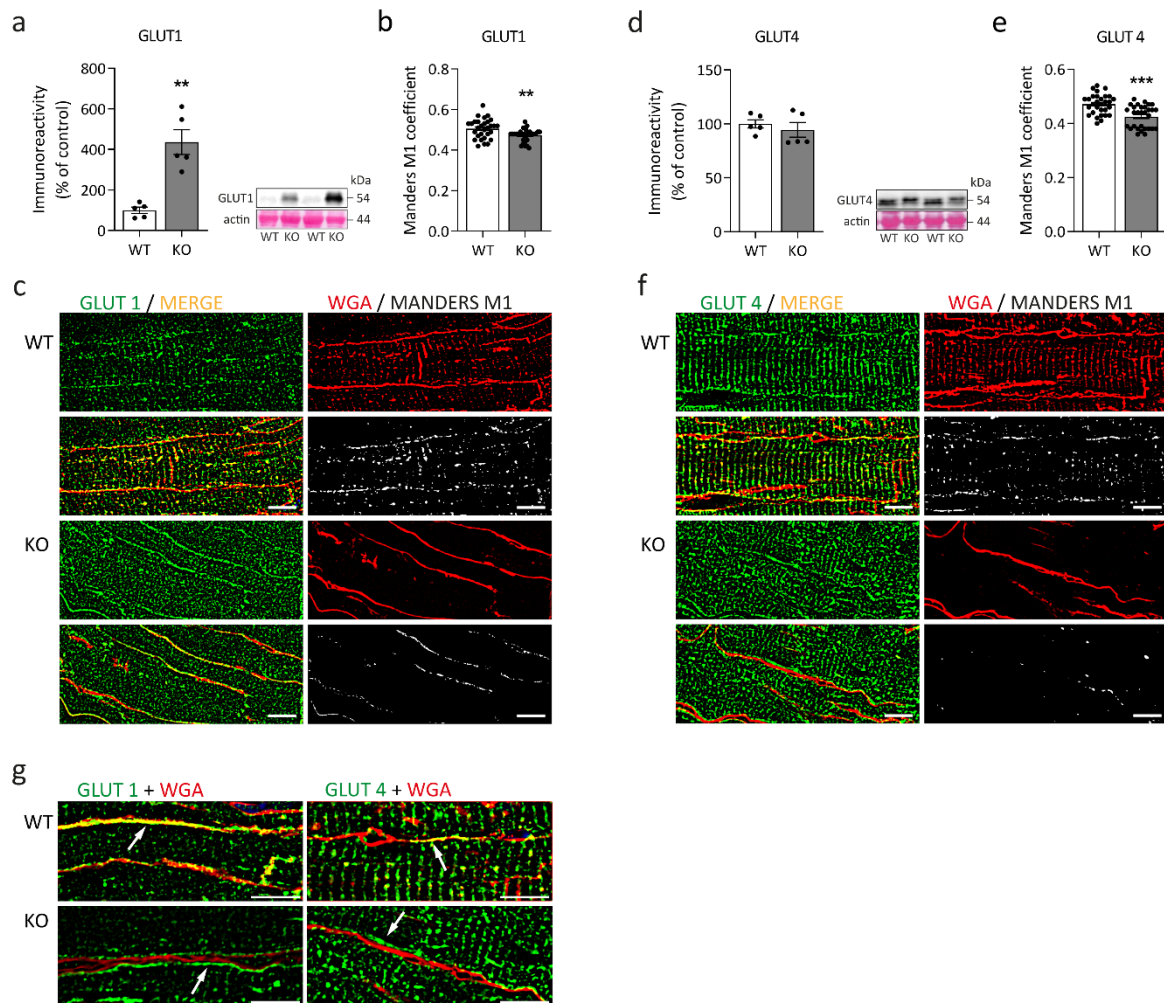 a
GLUT1
Immunoreactivity
(% of control)
800
600
400
200
0
**
WT
KO
kDa
GLUT1
54
actin
44
WT KO WT KO
b
GLUT1
Manders M1 coefficient
0.8
0.6
0.4
0.2
0.0
**
WT
KO
d
GLUT4
Immunoreactivity
(% of control)
150
100
50
0
WT
KO
kDa
GLUT4
54
actin
44
WT KO WT KO
e
GLUT 4
Manders M1 coefficient
0.6
0.4
0.2
0.0
***
WT
KO
c
GLUT 1 / MERGE
WGA / MANDERS M1
WT
KO
f
GLUT 4 / MERGE
WGA / MANDERS M1
WT
KO
g
GLUT 1 + WGA
GLUT 4 + WGA
WT
KO